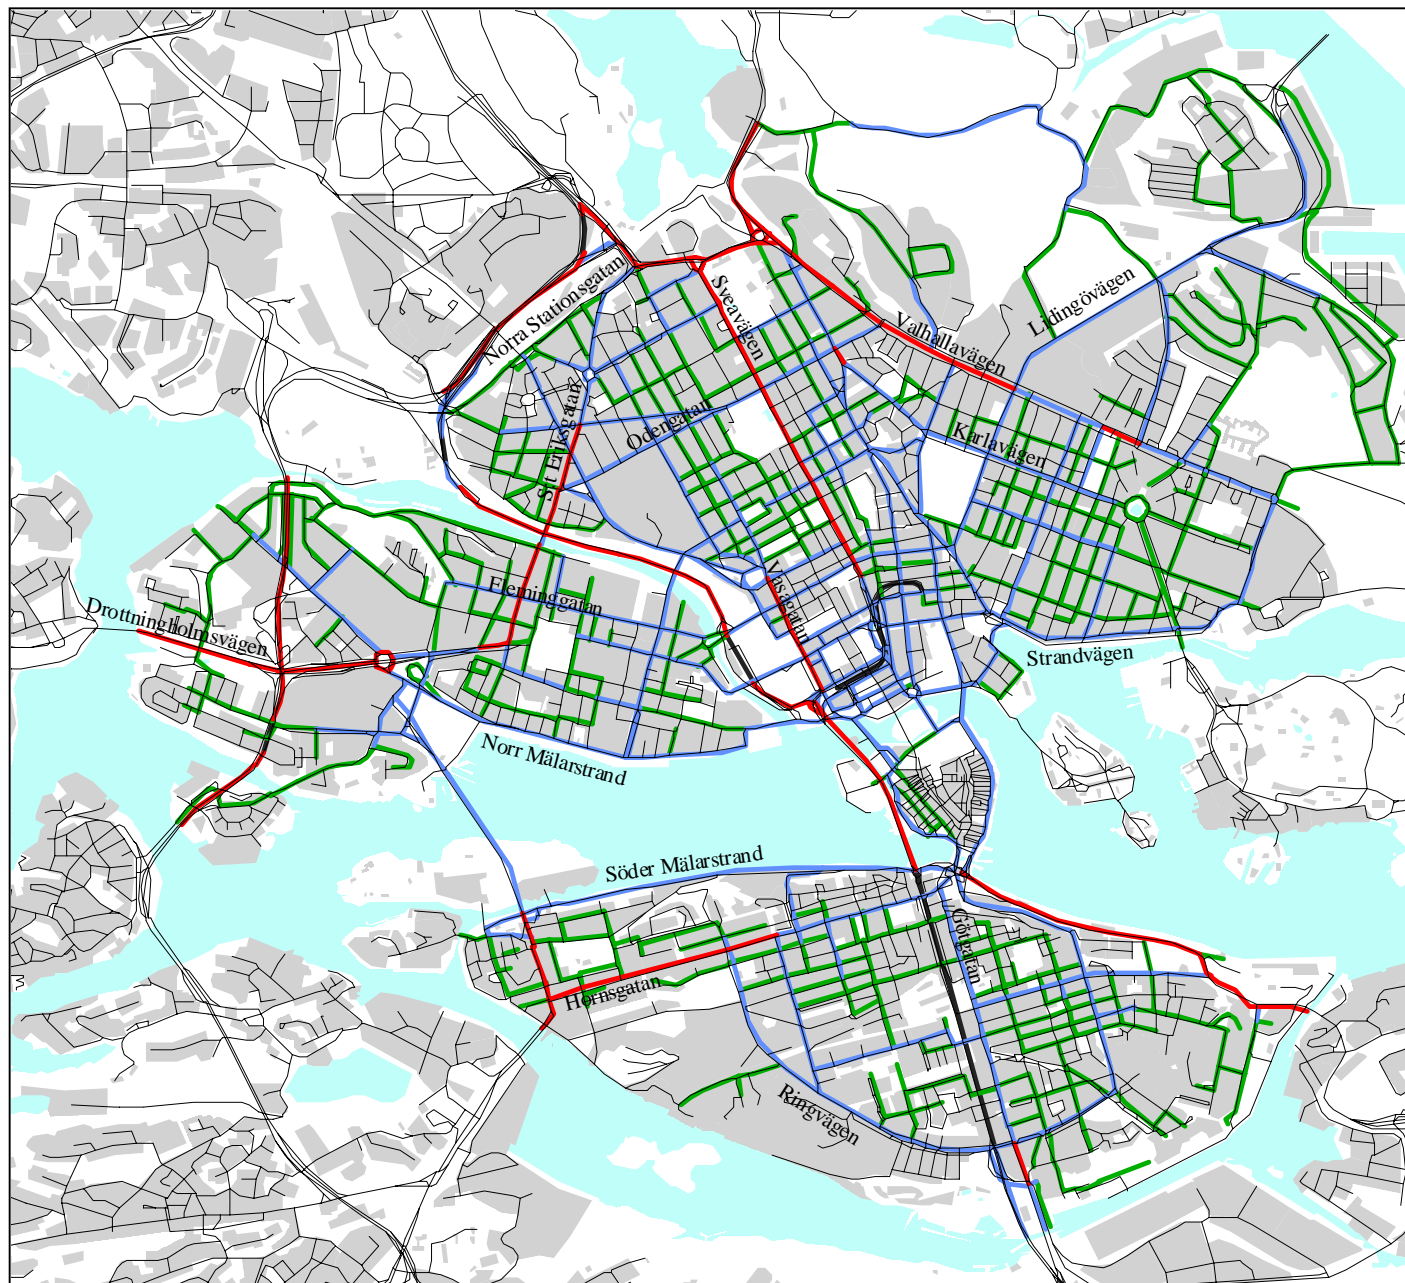 Norra Stationsgatan
Sveavägen
Lidingövägen
Valhallavägen
S:t Eriksgatan
Odengatan
Karlavägen
Fleminggatan
Vasagatan
Drottningholmsvägen
Strandvägen
Norr Mälarstrand
Söder Mälarstrand
Götgatan
Hornsgatan
Ringvägen